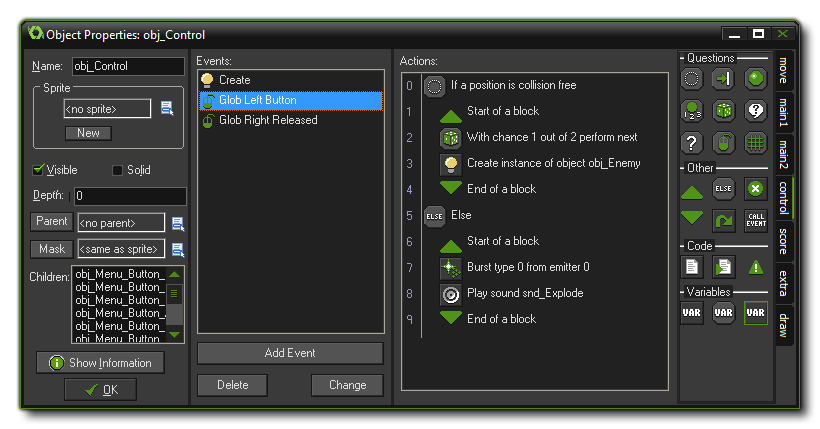 Object Properties: obj_Control
Name: obj_Control
Sprite
<no sprite>
New
Visible
Solid
Depth: 0
Parent <no parent>
Mask <same as sprite>
Children:
obj_Menu_Button_
obj_Menu_Button_
obj_Menu_Button_
obj_Menu_Button_
obj_Menu_Button_
obj_Menu_Button_
Show Information
OK
Events:
Create
Glob Left Button
Glob Right Released
Add Event
Delete
Change
Actions:
0 If a position is collision free
1 Start of a block
2 With chance 1 out of 2 perform next
3 Create instance of object obj_Enemy
4 End of a block
5 ELSE Else
6 Start of a block
7 Burst type 0 from emitter 0
8 Play sound snd_Explode
9 End of a block
Questions
1 2 3
?
?
Other
ELSE
CALL EVENT
Code
Variables
VAR VAR VAR
move
main1
main2
control
score
extra
draw